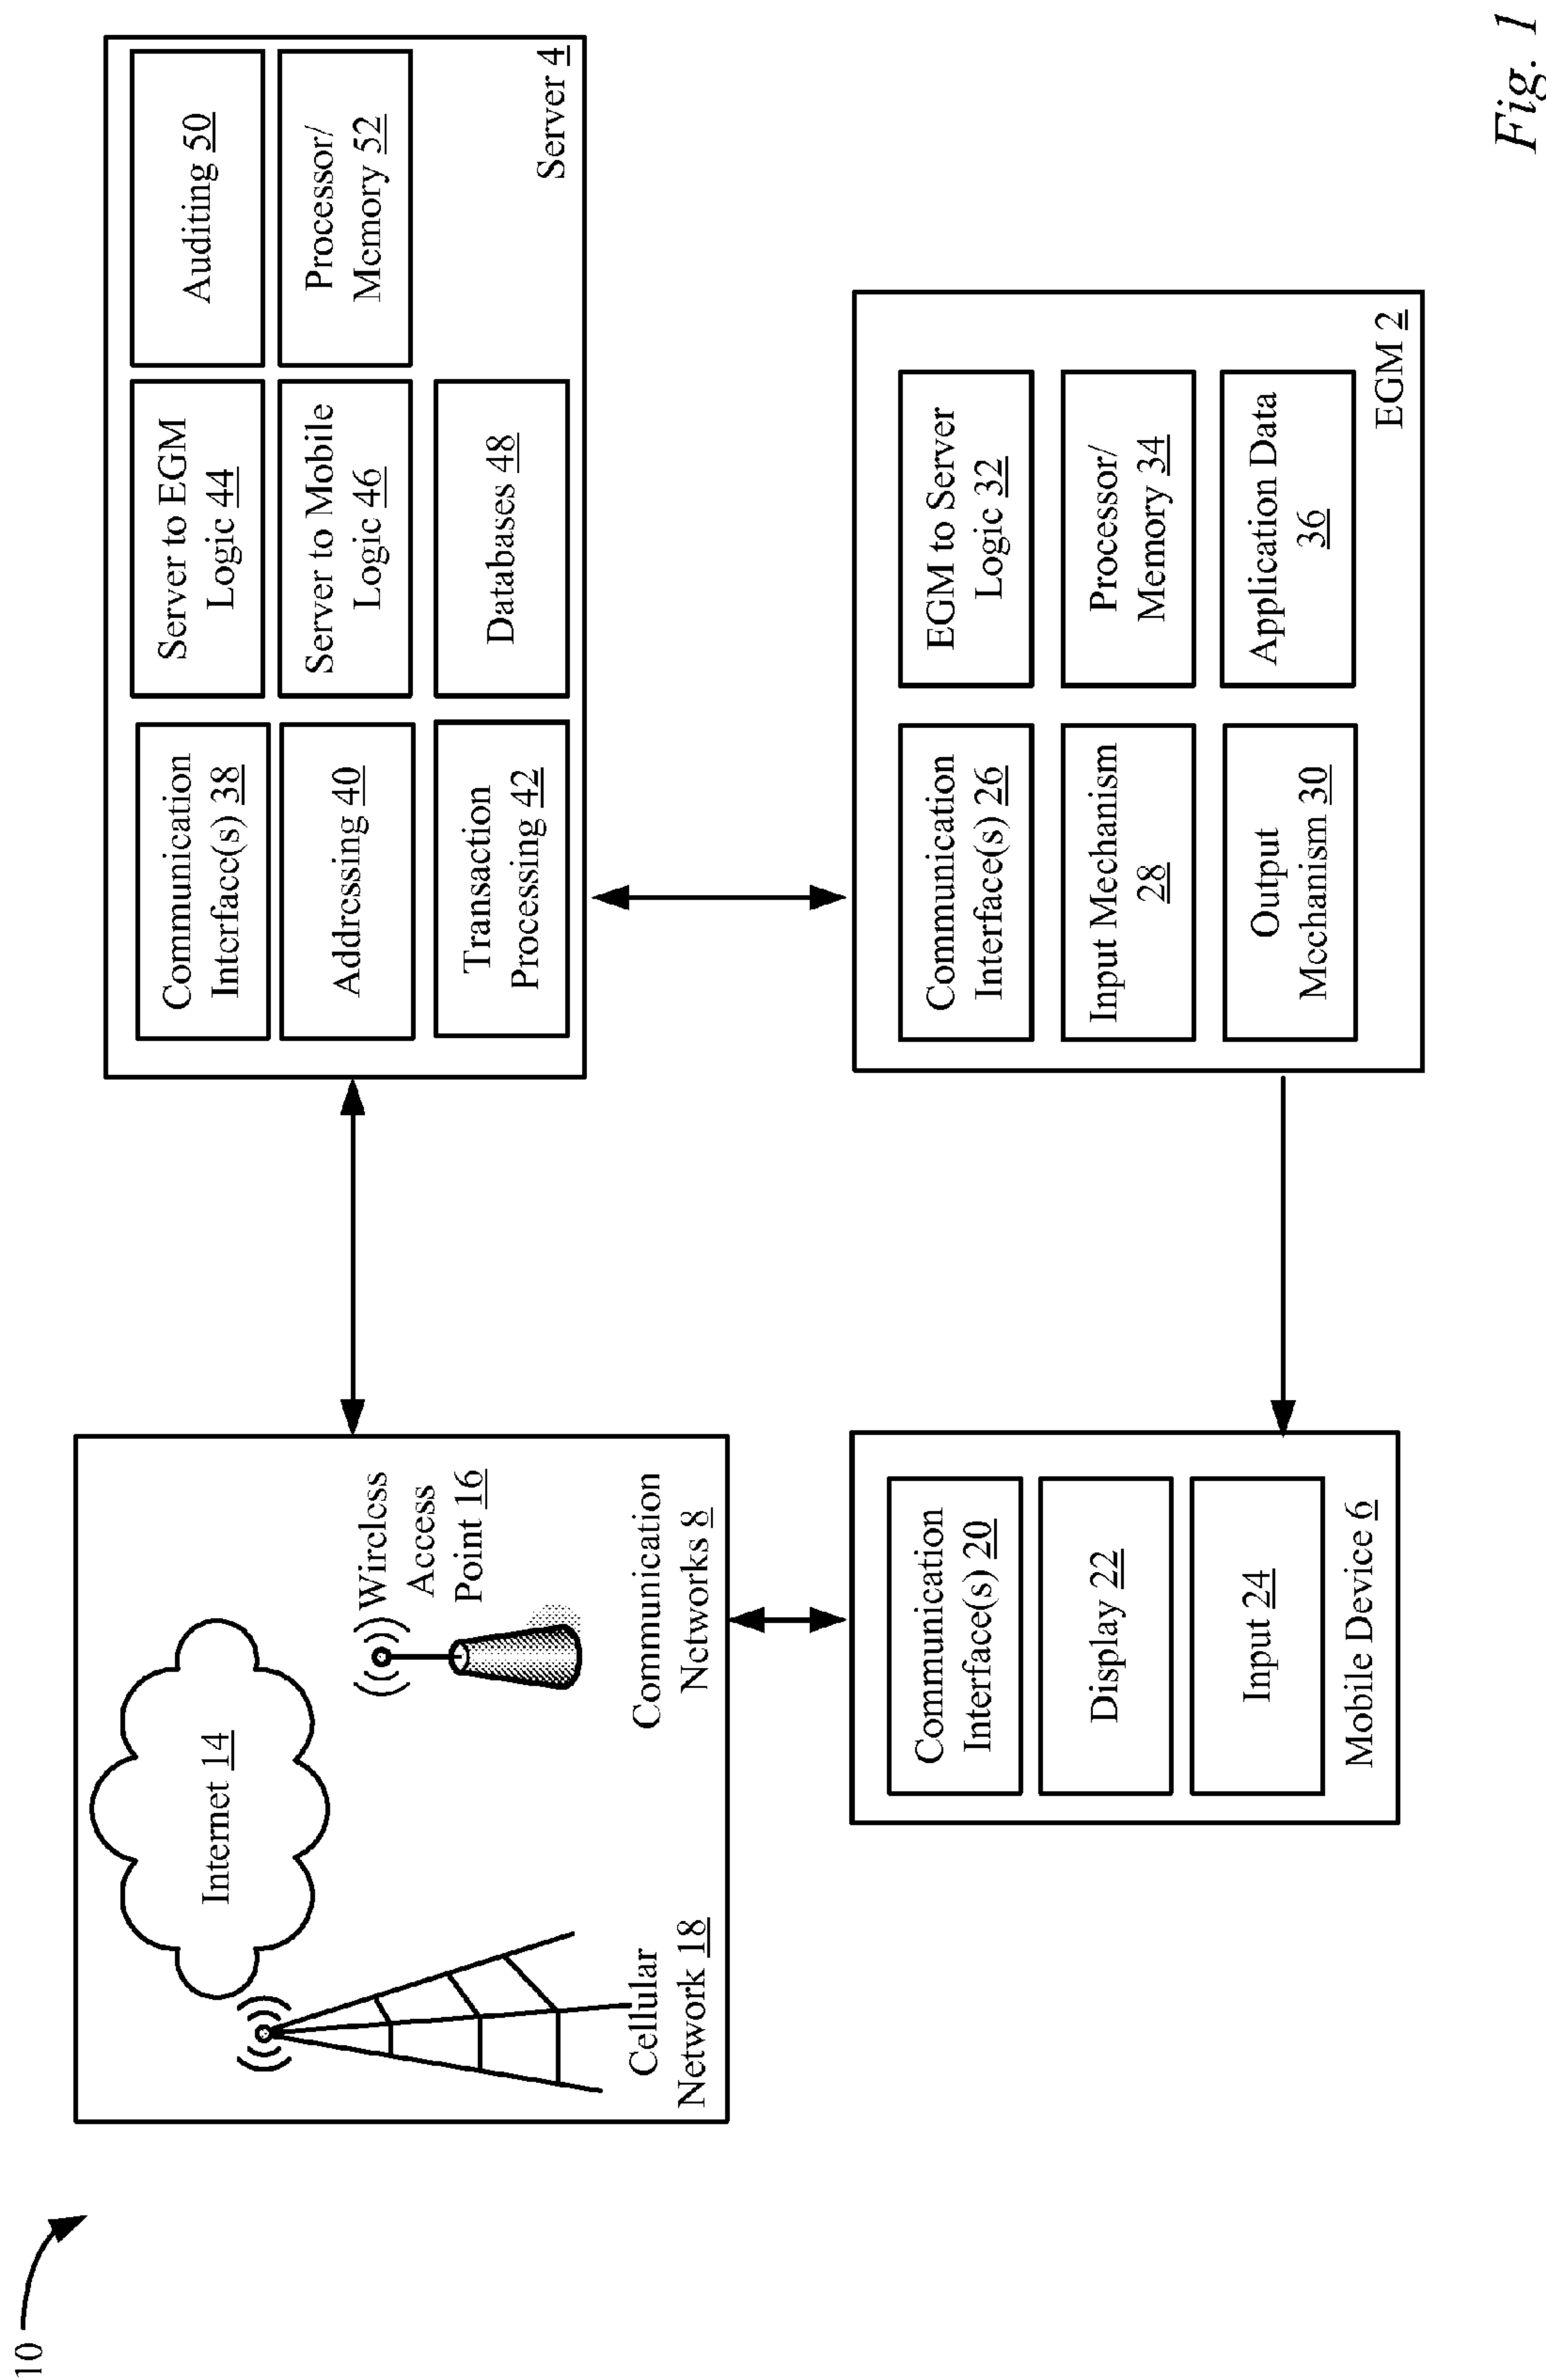 10
Internet 14
Wireless
Access
Point 16
Cellular
Network 18
Communication
Networks 8
Communication
Interface(s) 38
Addressing 40
Transaction
Processing 42
Server to EGM
Logic 44
Server to Mobile
Logic 46
Databases 48
Auditing 50
Processor/
Memory 52
Server 4
Communication
Interface(s) 20
Display 22
Input 24
Mobile Device 6
Communication
Interface(s) 26
Input Mechanism
28
Output
Mechanism 30
EGM to Server
Logic 32
Processor/
Memory 34
Application Data
36
EGM 2
Fig. 1